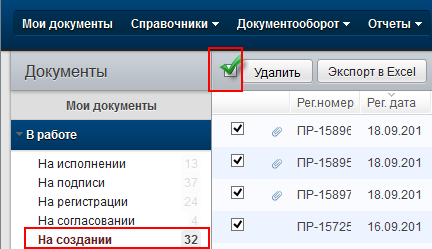 Мои документы Справочники Документооборот Отчеты
Документы
Удалить Экспорт в Excel
Мои документы
Рег.номер Рег. дата
В работе
На исполнении 13
На подписи 37
На регистрации 24
На согласовании 4
На создании 32
ПР-15896 18.09.201
ПР-15895 18.09.201
ПР-15897 18.09.201
ПР-15725 16.09.201